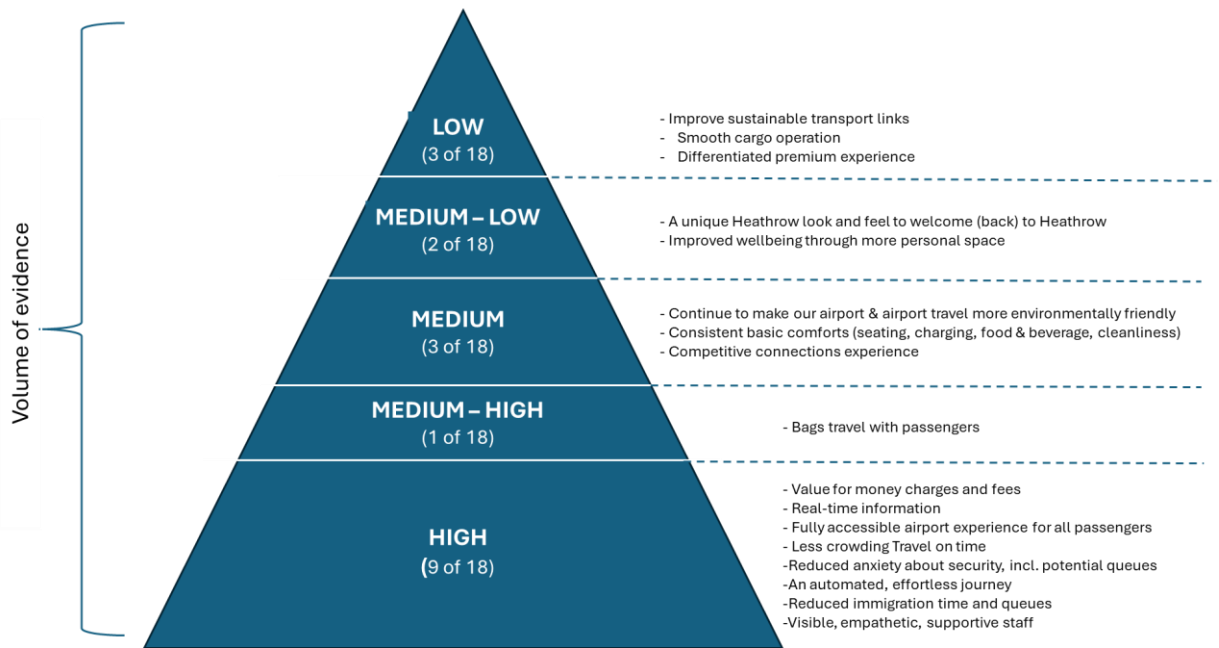 Volume of evidence
LOW
(3 of 18)
- Improve sustainable transport links
- Smooth cargo operation
- Differentiated premium experience
MEDIUM – LOW
(2 of 18)
- A unique Heathrow look and feel to welcome (back) to Heathrow
- Improved wellbeing through more personal space
MEDIUM
(3 of 18)
- Continue to make our airport & airport travel more environmentally friendly
- Consistent basic comforts (seating, charging, food & beverage, cleanliness)
- Competitive connections experience
MEDIUM – HIGH
(1 of 18)
- Bags travel with passengers
HIGH
(9 of 18)
- Value for money charges and fees
- Real-time information
- Fully accessible airport experience for all passengers
- Less crowding Travel on time
-Reduced anxiety about security, incl. potential queues
-An automated, effortless journey
-Reduced immigration time and queues
-Visible, empathetic, supportive staff